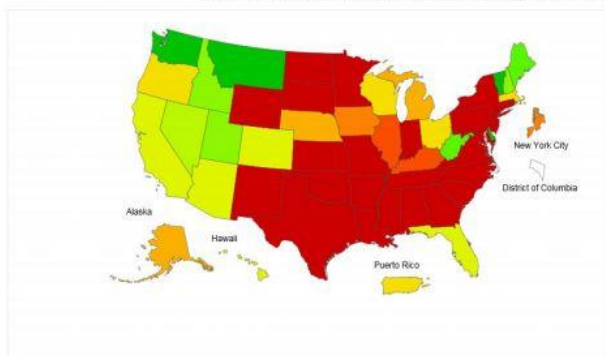 New York City
District of Columbia
Alaska
Hawaii
Puerto Rico